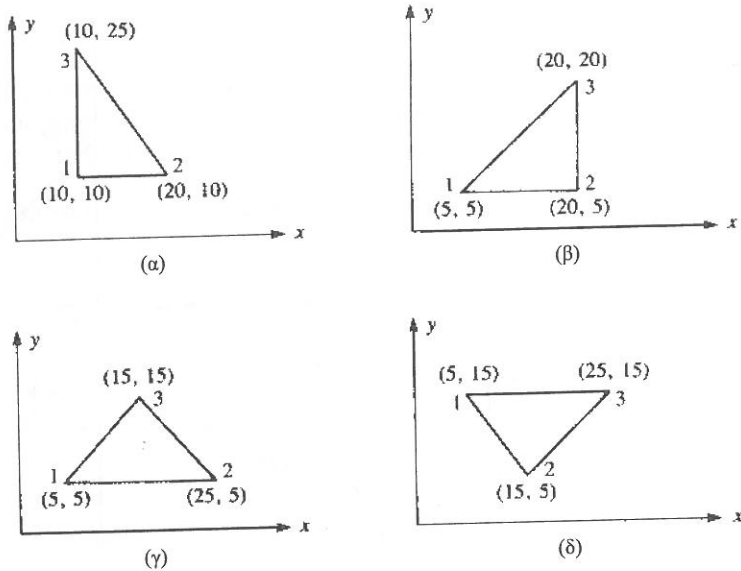 y
(10, 25)
3
1
2
(10, 10)
(20, 10)
x
(α)
y
(20, 20)
3
1
2
(5, 5)
(20, 5)
x
(β)
y
(15, 15)
3
1
2
(5, 5)
(25, 5)
x
(γ)
y
(5, 15)
(25, 15)
1
3
2
(15, 5)
x
(δ)